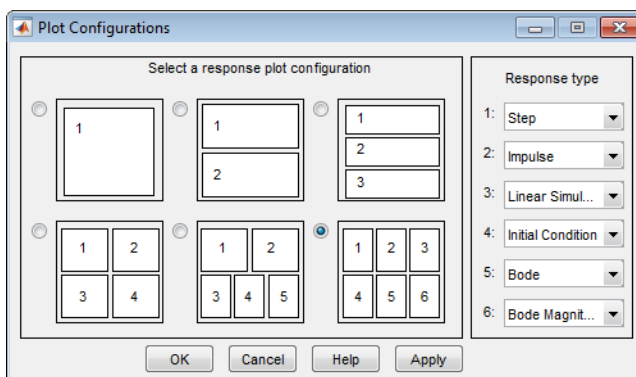 Plot Configurations
Select a response plot configuration
1
1
2
1
2
3
1 2
3 4
1 2
3 4 5
1 2 3
4 5 6
Response type
1: Step
2: Impulse
3: Linear Simul...
4: Initial Condition
5: Bode
6: Bode Magnit...
OK Cancel Help Apply